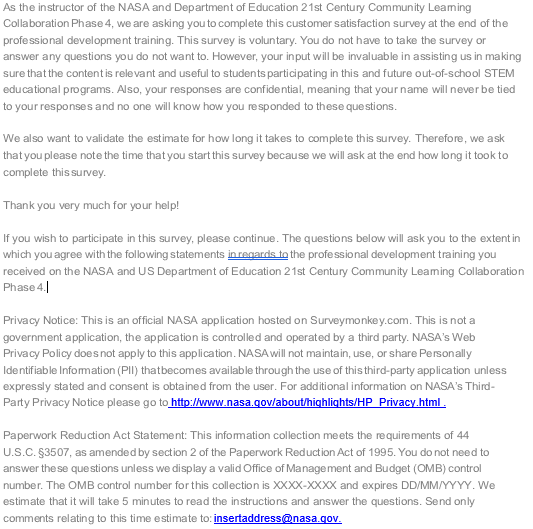 As the instructor of the NASA and Department of Education 21st Century Community Learning
Collaboration Phase 4, we are asking you to complete this customer satisfaction survey at the end of the
professional development training. This survey is voluntary. You do not have to take the survey or
answer any questions you do not want to. However, your input will be invaluable in assisting us in making
sure that the content is relevant and useful to students participating in this and future out-of-school STEM
educational programs. Also, your responses are confidential, meaning that your name will never be tied
to your responses and no one will know how you responded to these questions.

We also want to validate the estimate for how long it takes to complete this survey. Therefore, we ask
that you please note the time that you start this survey because we will ask at the end how long it took to
complete this survey.

Thank you very much for your help!

If you wish to participate in this survey, please continue. The questions below will ask you to the extent in
which you agree with the following statements in regards to the professional development training you
received on the NASA and US Department of Education 21st Century Community Learning Collaboration
Phase 4.

Privacy Notice: This is an official NASA application hosted on Surveymonkey.com. This is not a
government application, the application is controlled and operated by a third party. NASA's Web
Privacy Policy does not apply to this application. NASA will not maintain, use, or share Personally
Identifiable Information (PII) that becomes available through the use of this third-party application unless
expressly stated and consent is obtained from the user. For additional information on NASA's Third-
Party Privacy Notice please go to http://www.nasa.gov/about/highlights/HP_Privacy.html .

Paperwork Reduction Act Statement: This information collection meets the requirements of 44
U.S.C. §3507, as amended by section 2 of the Paperwork Reduction Act of 1995. You do not need to
answer these questions unless we display a valid Office of Management and Budget (OMB) control
number. The OMB control number for this collection is XXXX-XXXX and expires DD/MM/YYYY. We
estimate that it will take 5 minutes to read the instructions and answer the questions. Send only
comments relating to this time estimate to: insertaddress@nasa.gov.